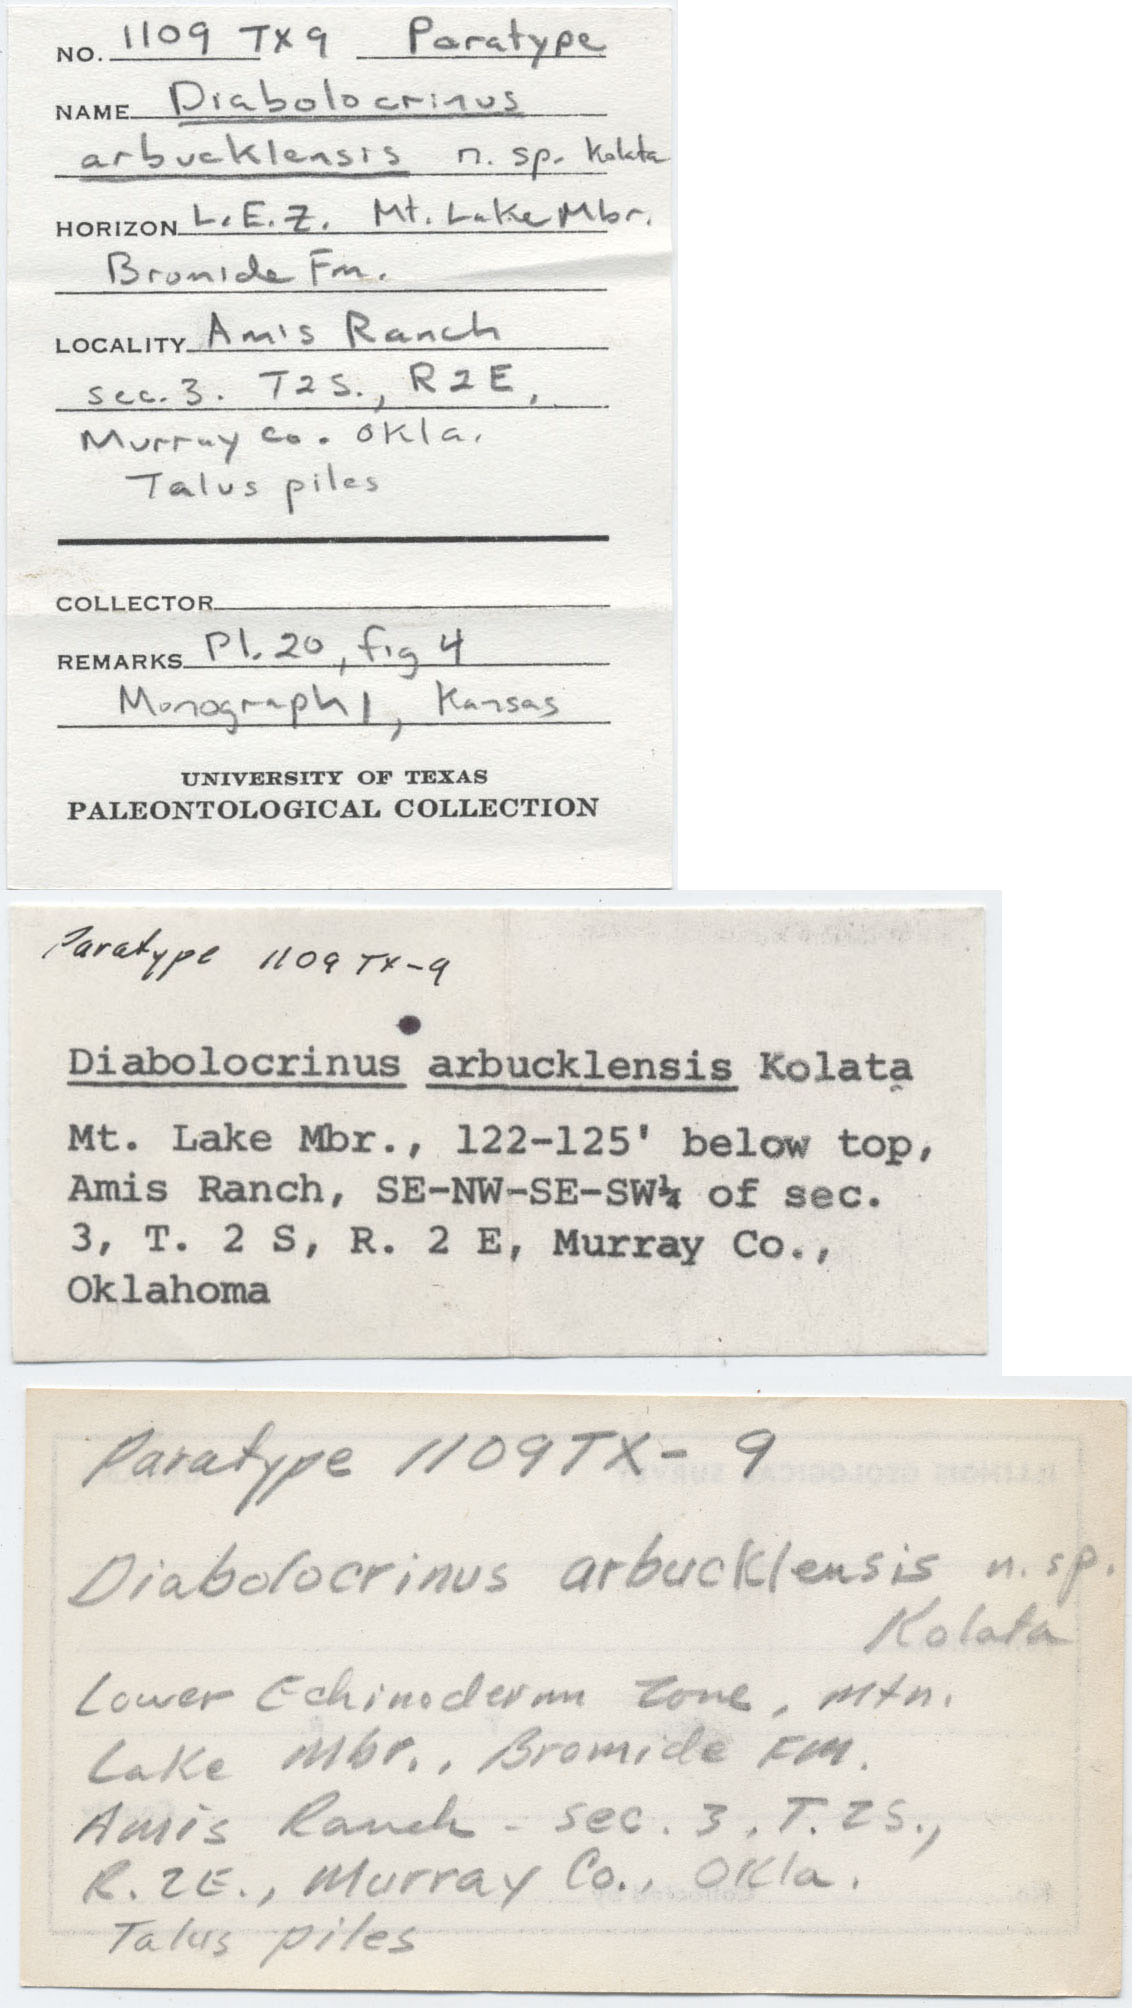 NO. 1109 TX 9 Paratype
NAME Diabolocrinus
arbucklensis n. sp. Kolata
HORIZON L.E.Z. Mt. Lake Mbr.
Bromide Fm.
LOCALITY Amis Ranch
sec. 3. T2S., R2E,
Murray Co. Okla.
Talus piles
COLLECTOR
REMARKS Pl. 20, fig 4
Monograph 1, Kansas
UNIVERSITY OF TEXAS
PALEONTOLOGICAL COLLECTION
Paratype 1109 TX-9
Diabolocrinus arbucklensis Kolata
Mt. Lake Mbr., 122-125' below top,
Amis Ranch, SE-NW-SE-SW¼ of sec.
3, T. 2 S, R. 2 E, Murray Co.,
Oklahoma
Paratype 1109TX-9
Diabolocrinus arbucklensis n. sp.
Kolata
Lower Echinoderm Zone, Mtn.
Lake Mbr., Bromide Fm.
Amis Ranch - sec. 3, T. 2S.,
R. 2E., Murray Co., Okla.
Talus piles